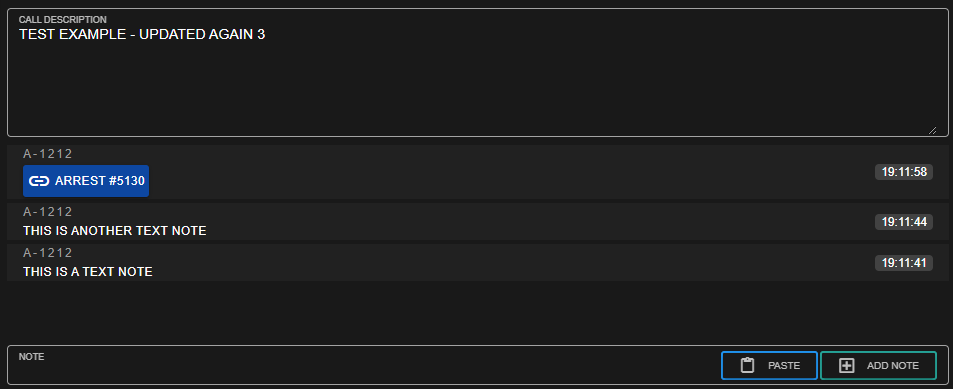 CALL DESCRIPTION
TEST EXAMPLE - UPDATED AGAIN 3
A-1212
ARREST #5130
19:11:58
A-1212
THIS IS ANOTHER TEXT NOTE
19:11:44
A-1212
THIS IS A TEXT NOTE
19:11:41
NOTE
PASTE
ADD NOTE